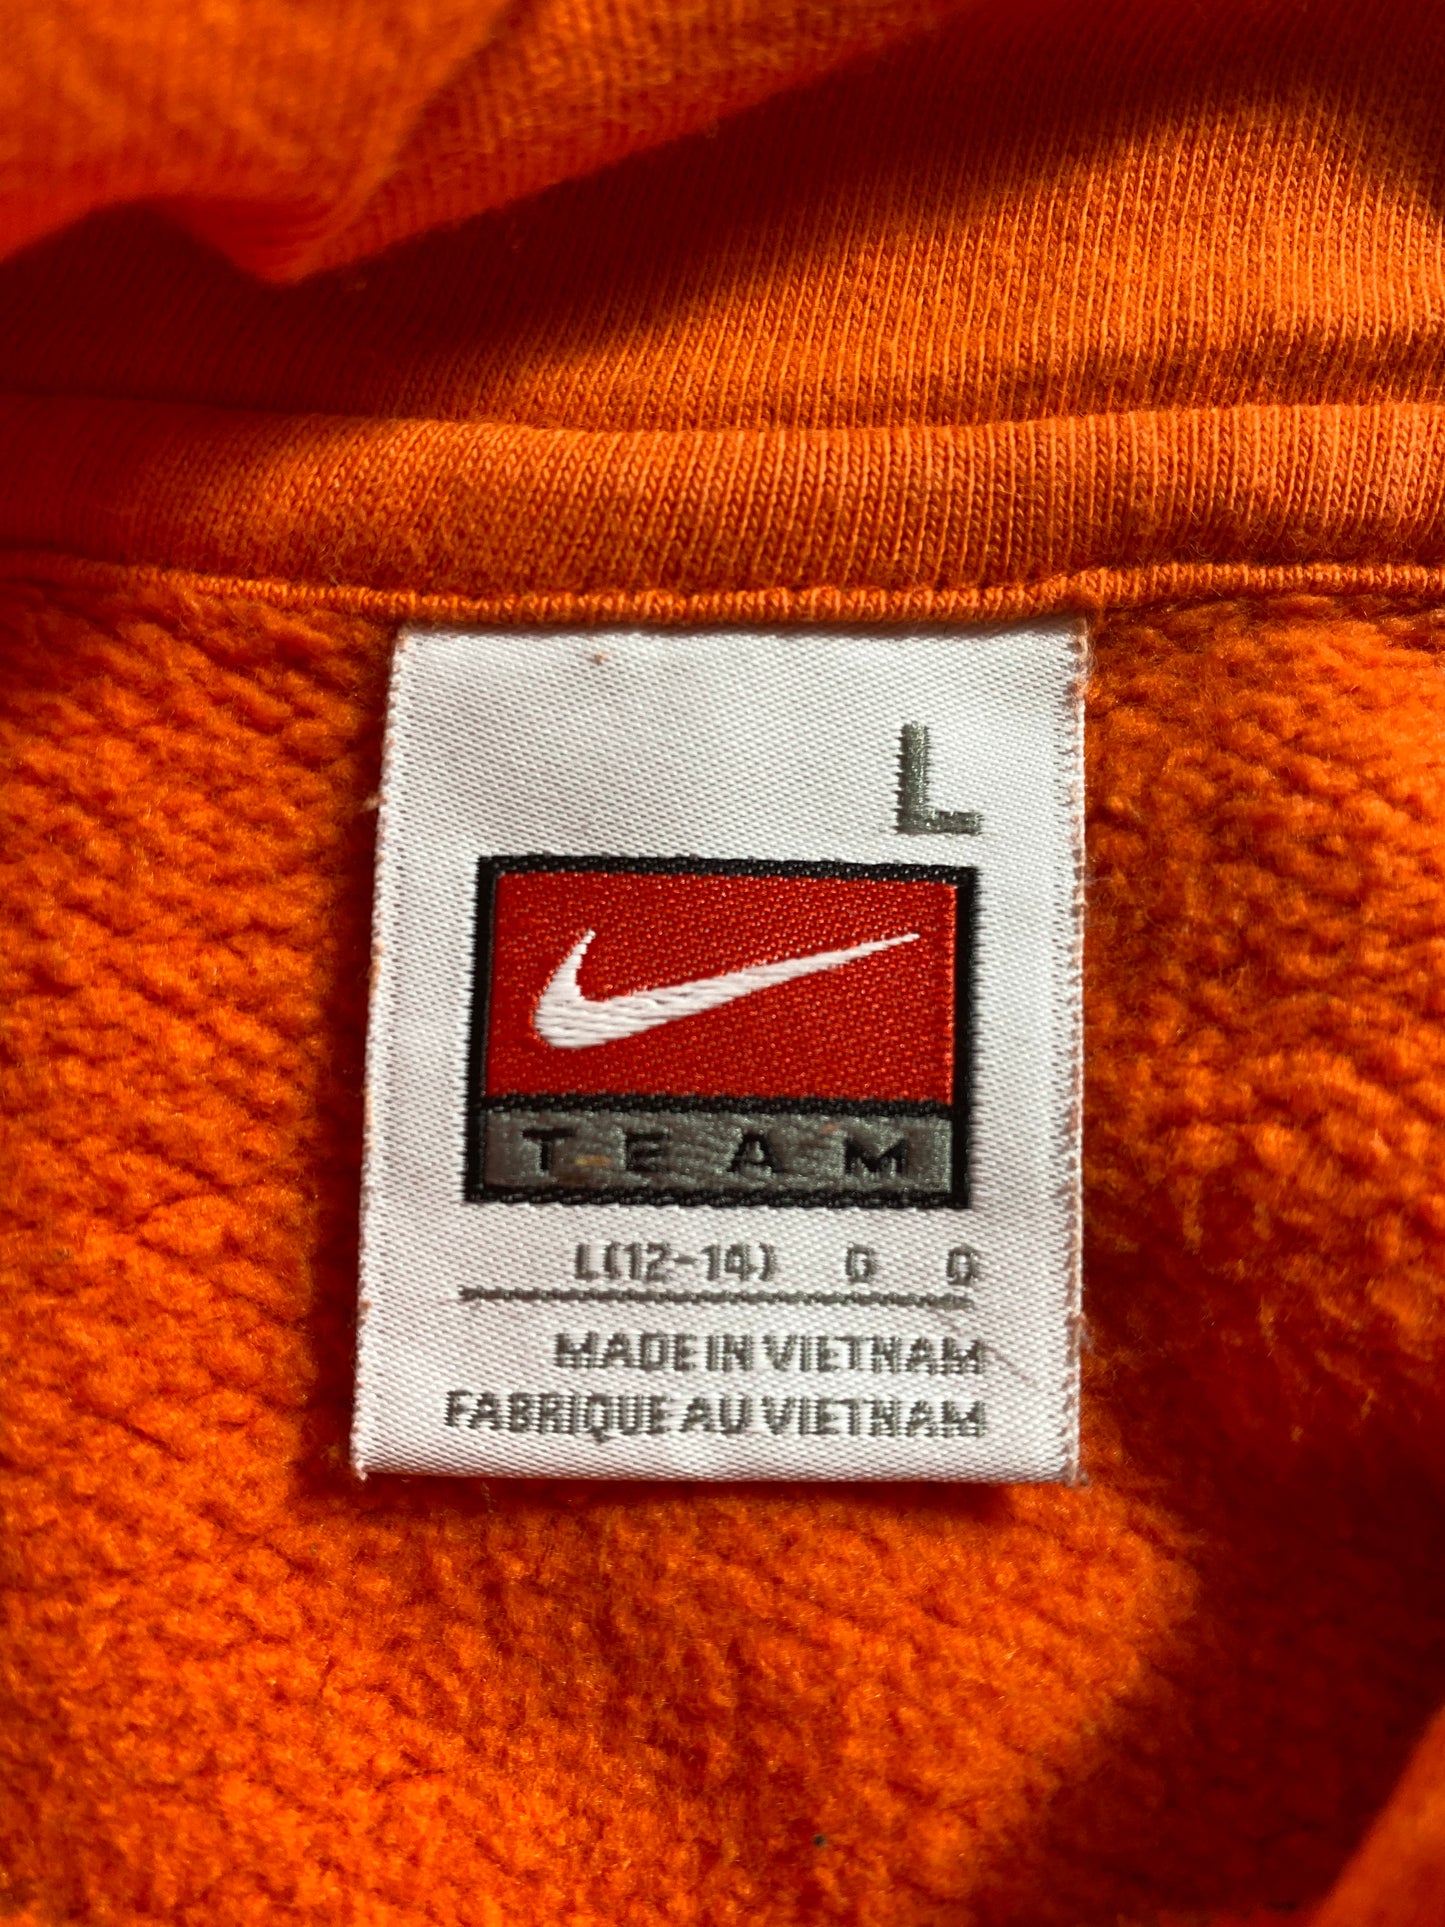 L
TEAM
L(12-14) G G
MADE IN VIETNAM
FABRIQUE AU VIETNAM